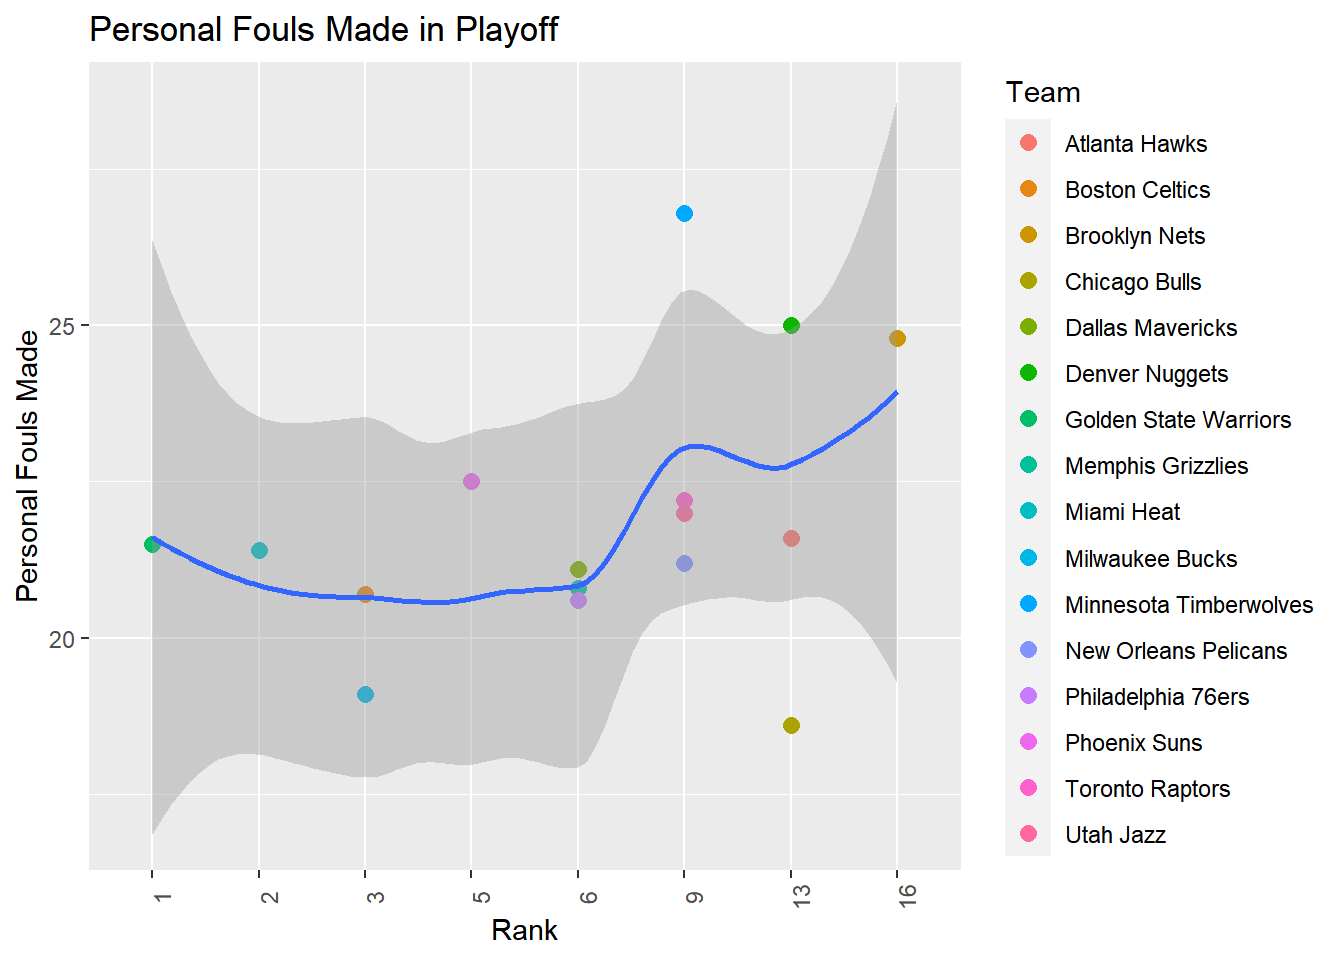 Personal Fouls Made in Playoff
Personal Fouls Made
25
20
1 2 3 5 6 9 13 16
Rank
Team
Atlanta Hawks
Boston Celtics
Brooklyn Nets
Chicago Bulls
Dallas Mavericks
Denver Nuggets
Golden State Warriors
Memphis Grizzlies
Miami Heat
Milwaukee Bucks
Minnesota Timberwolves
New Orleans Pelicans
Philadelphia 76ers
Phoenix Suns
Toronto Raptors
Utah Jazz